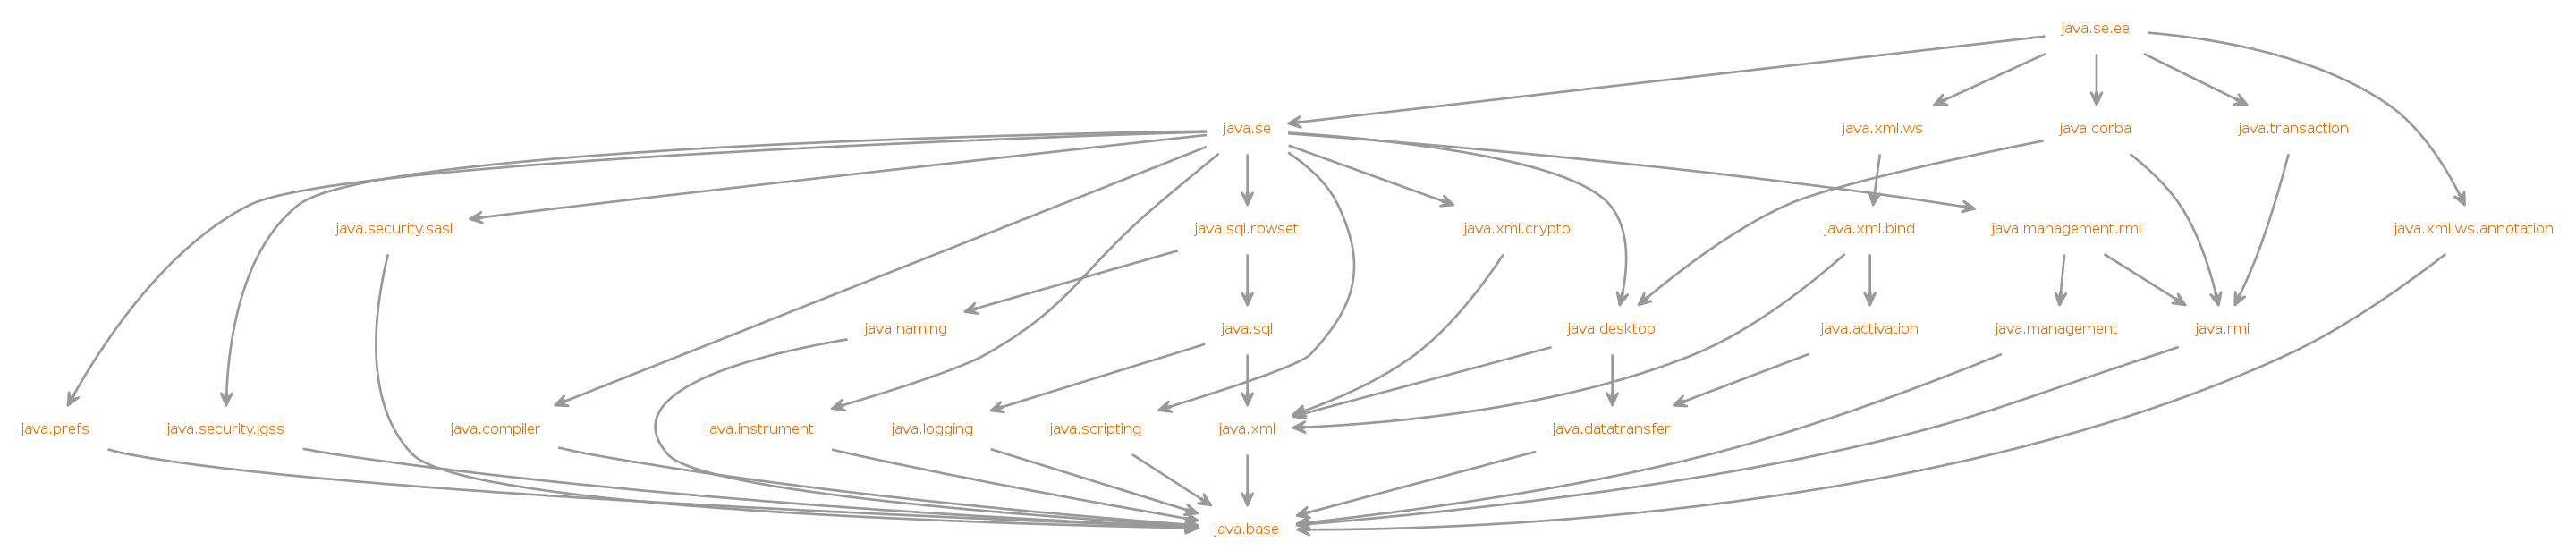 java.se.ee
java.se
java.xml.ws
java.corba
java.transaction
java.security.sasl
java.sql.rowset
java.xml.crypto
java.xml.bind
java.management.rmi
java.xml.ws.annotation
java.naming
java.sql
java.desktop
java.activation
java.management
java.rmi
java.prefs
java.security.jgss
java.compiler
java.instrument
java.logging
java.scripting
java.xml
java.datatransfer
java.base